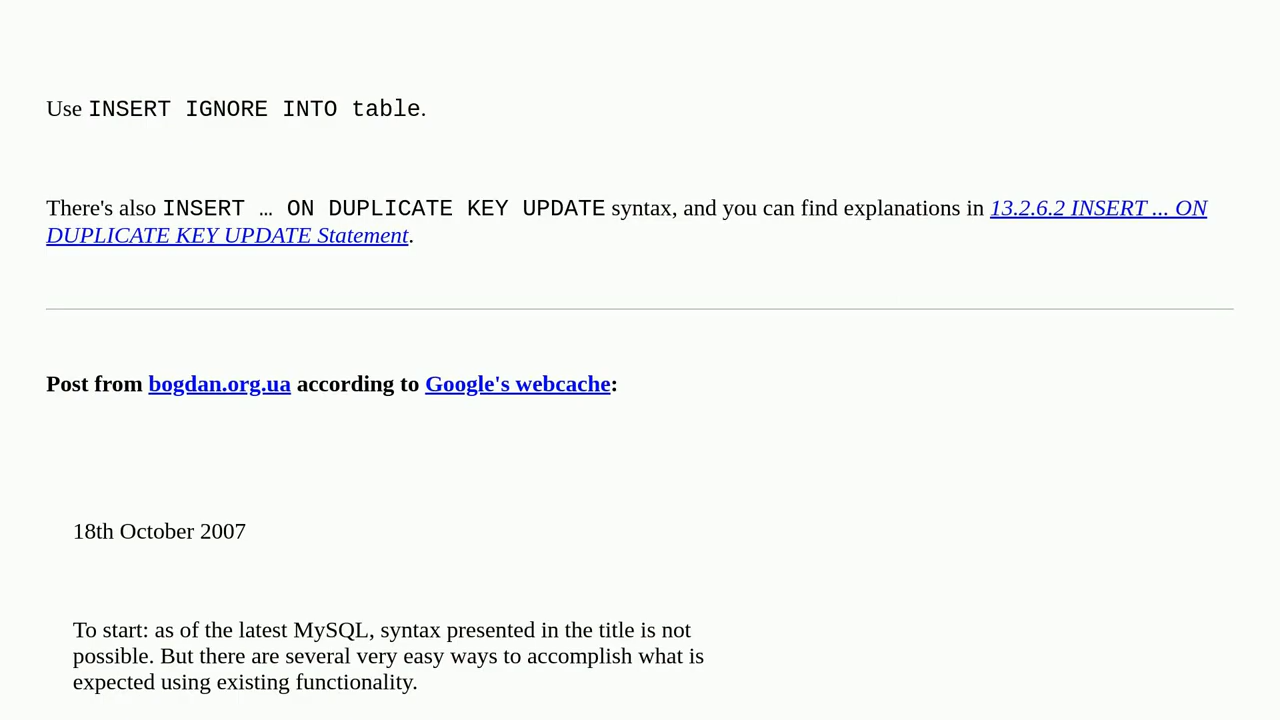 Use INSERT IGNORE INTO table.
There's also INSERT … ON DUPLICATE KEY UPDATE syntax, and you can find explanations in 13.2.6.2 INSERT ... ON
DUPLICATE KEY UPDATE Statement.
Post from bogdan.org.ua according to Google's webcache:
18th October 2007
To start: as of the latest MySQL, syntax presented in the title is not
possible. But there are several very easy ways to accomplish what is
expected using existing functionality.